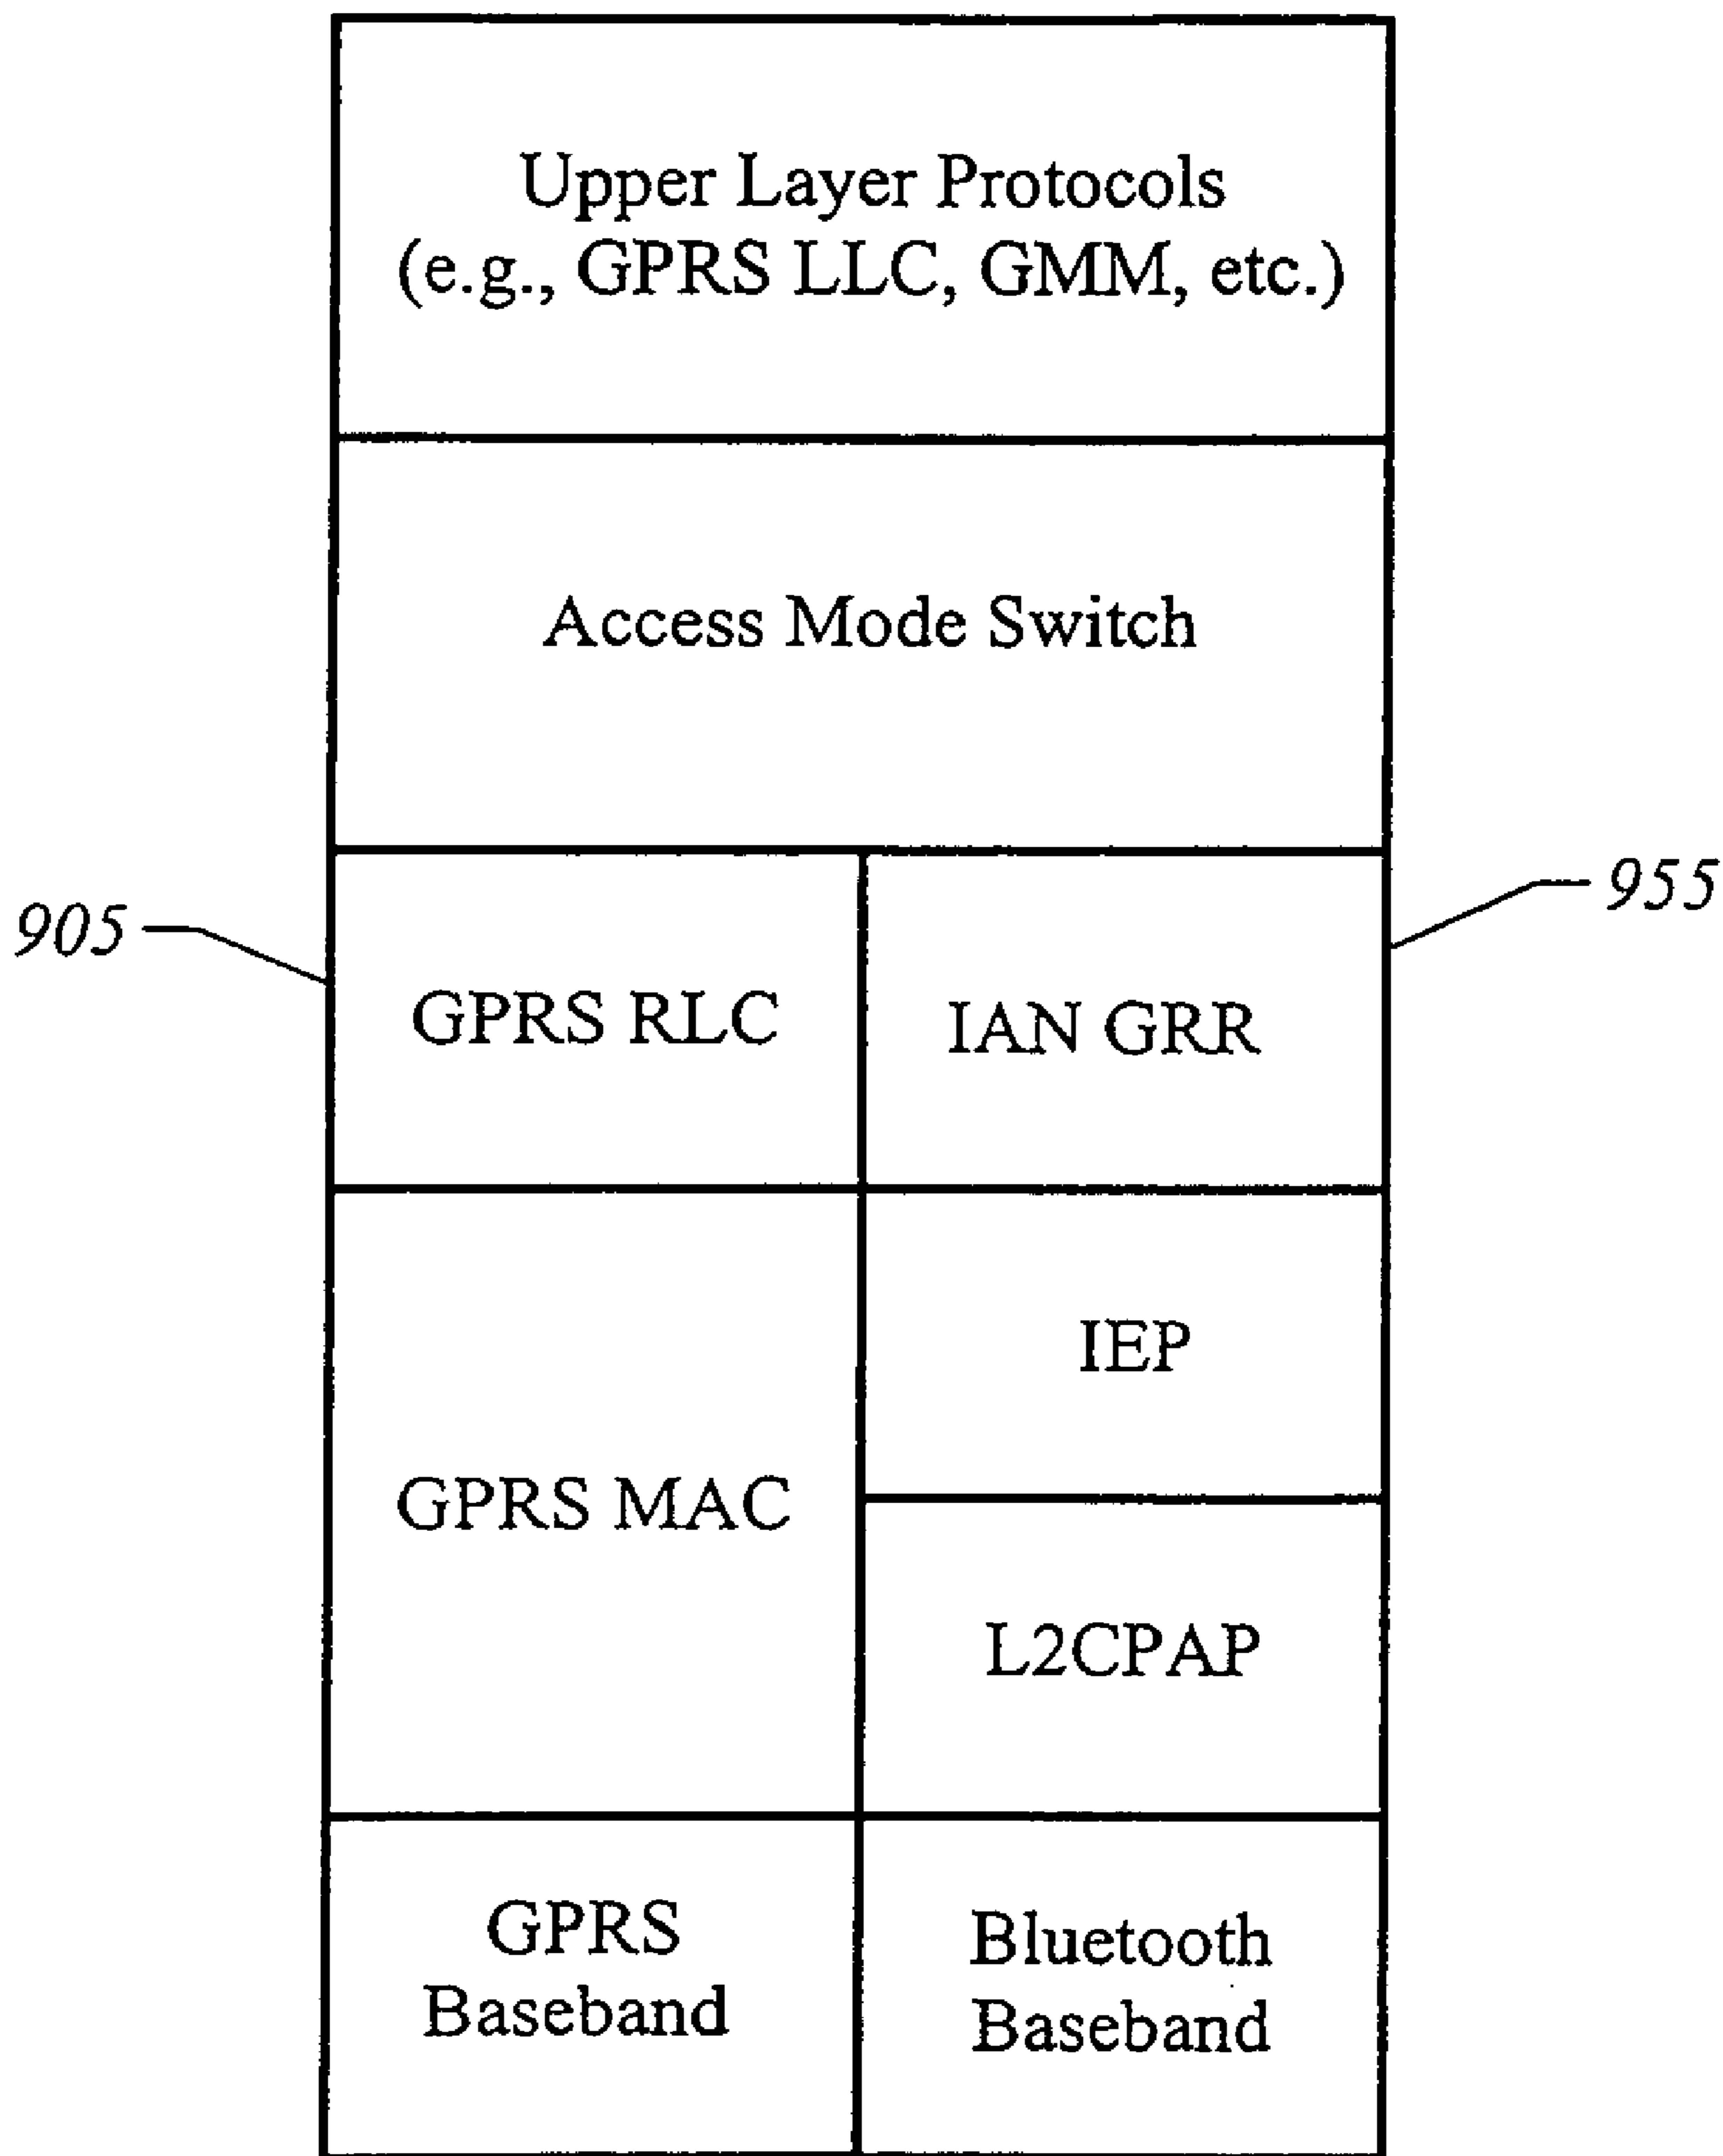 Upper Layer Protocols
(e.g., GPRS LLC, GMM, etc.)
Access Mode Switch
905
955
GPRS RLC
IAN GRR
IEP
GPRS MAC
L2CPAP
GPRS
Baseband
Bluetooth
Baseband